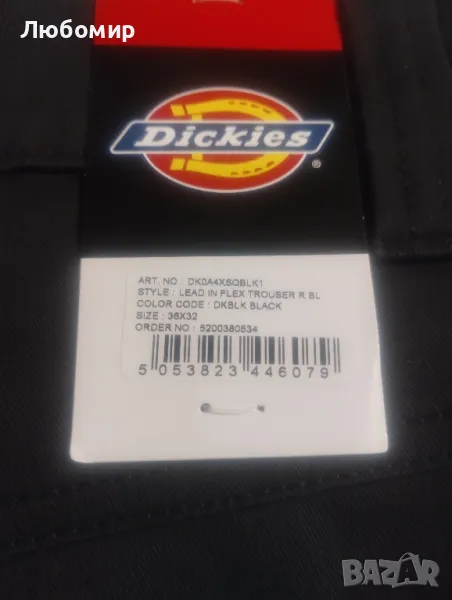 Любомир
Dickies
®
ART. NO : DK0A4XSQBLK1
STYLE : LEAD IN FLEX TROUSER R BL
COLOR CODE : DKBLK BLACK
SIZE : 36X32
ORDER NO : 5200380534
5 053823 446079
BAZAR